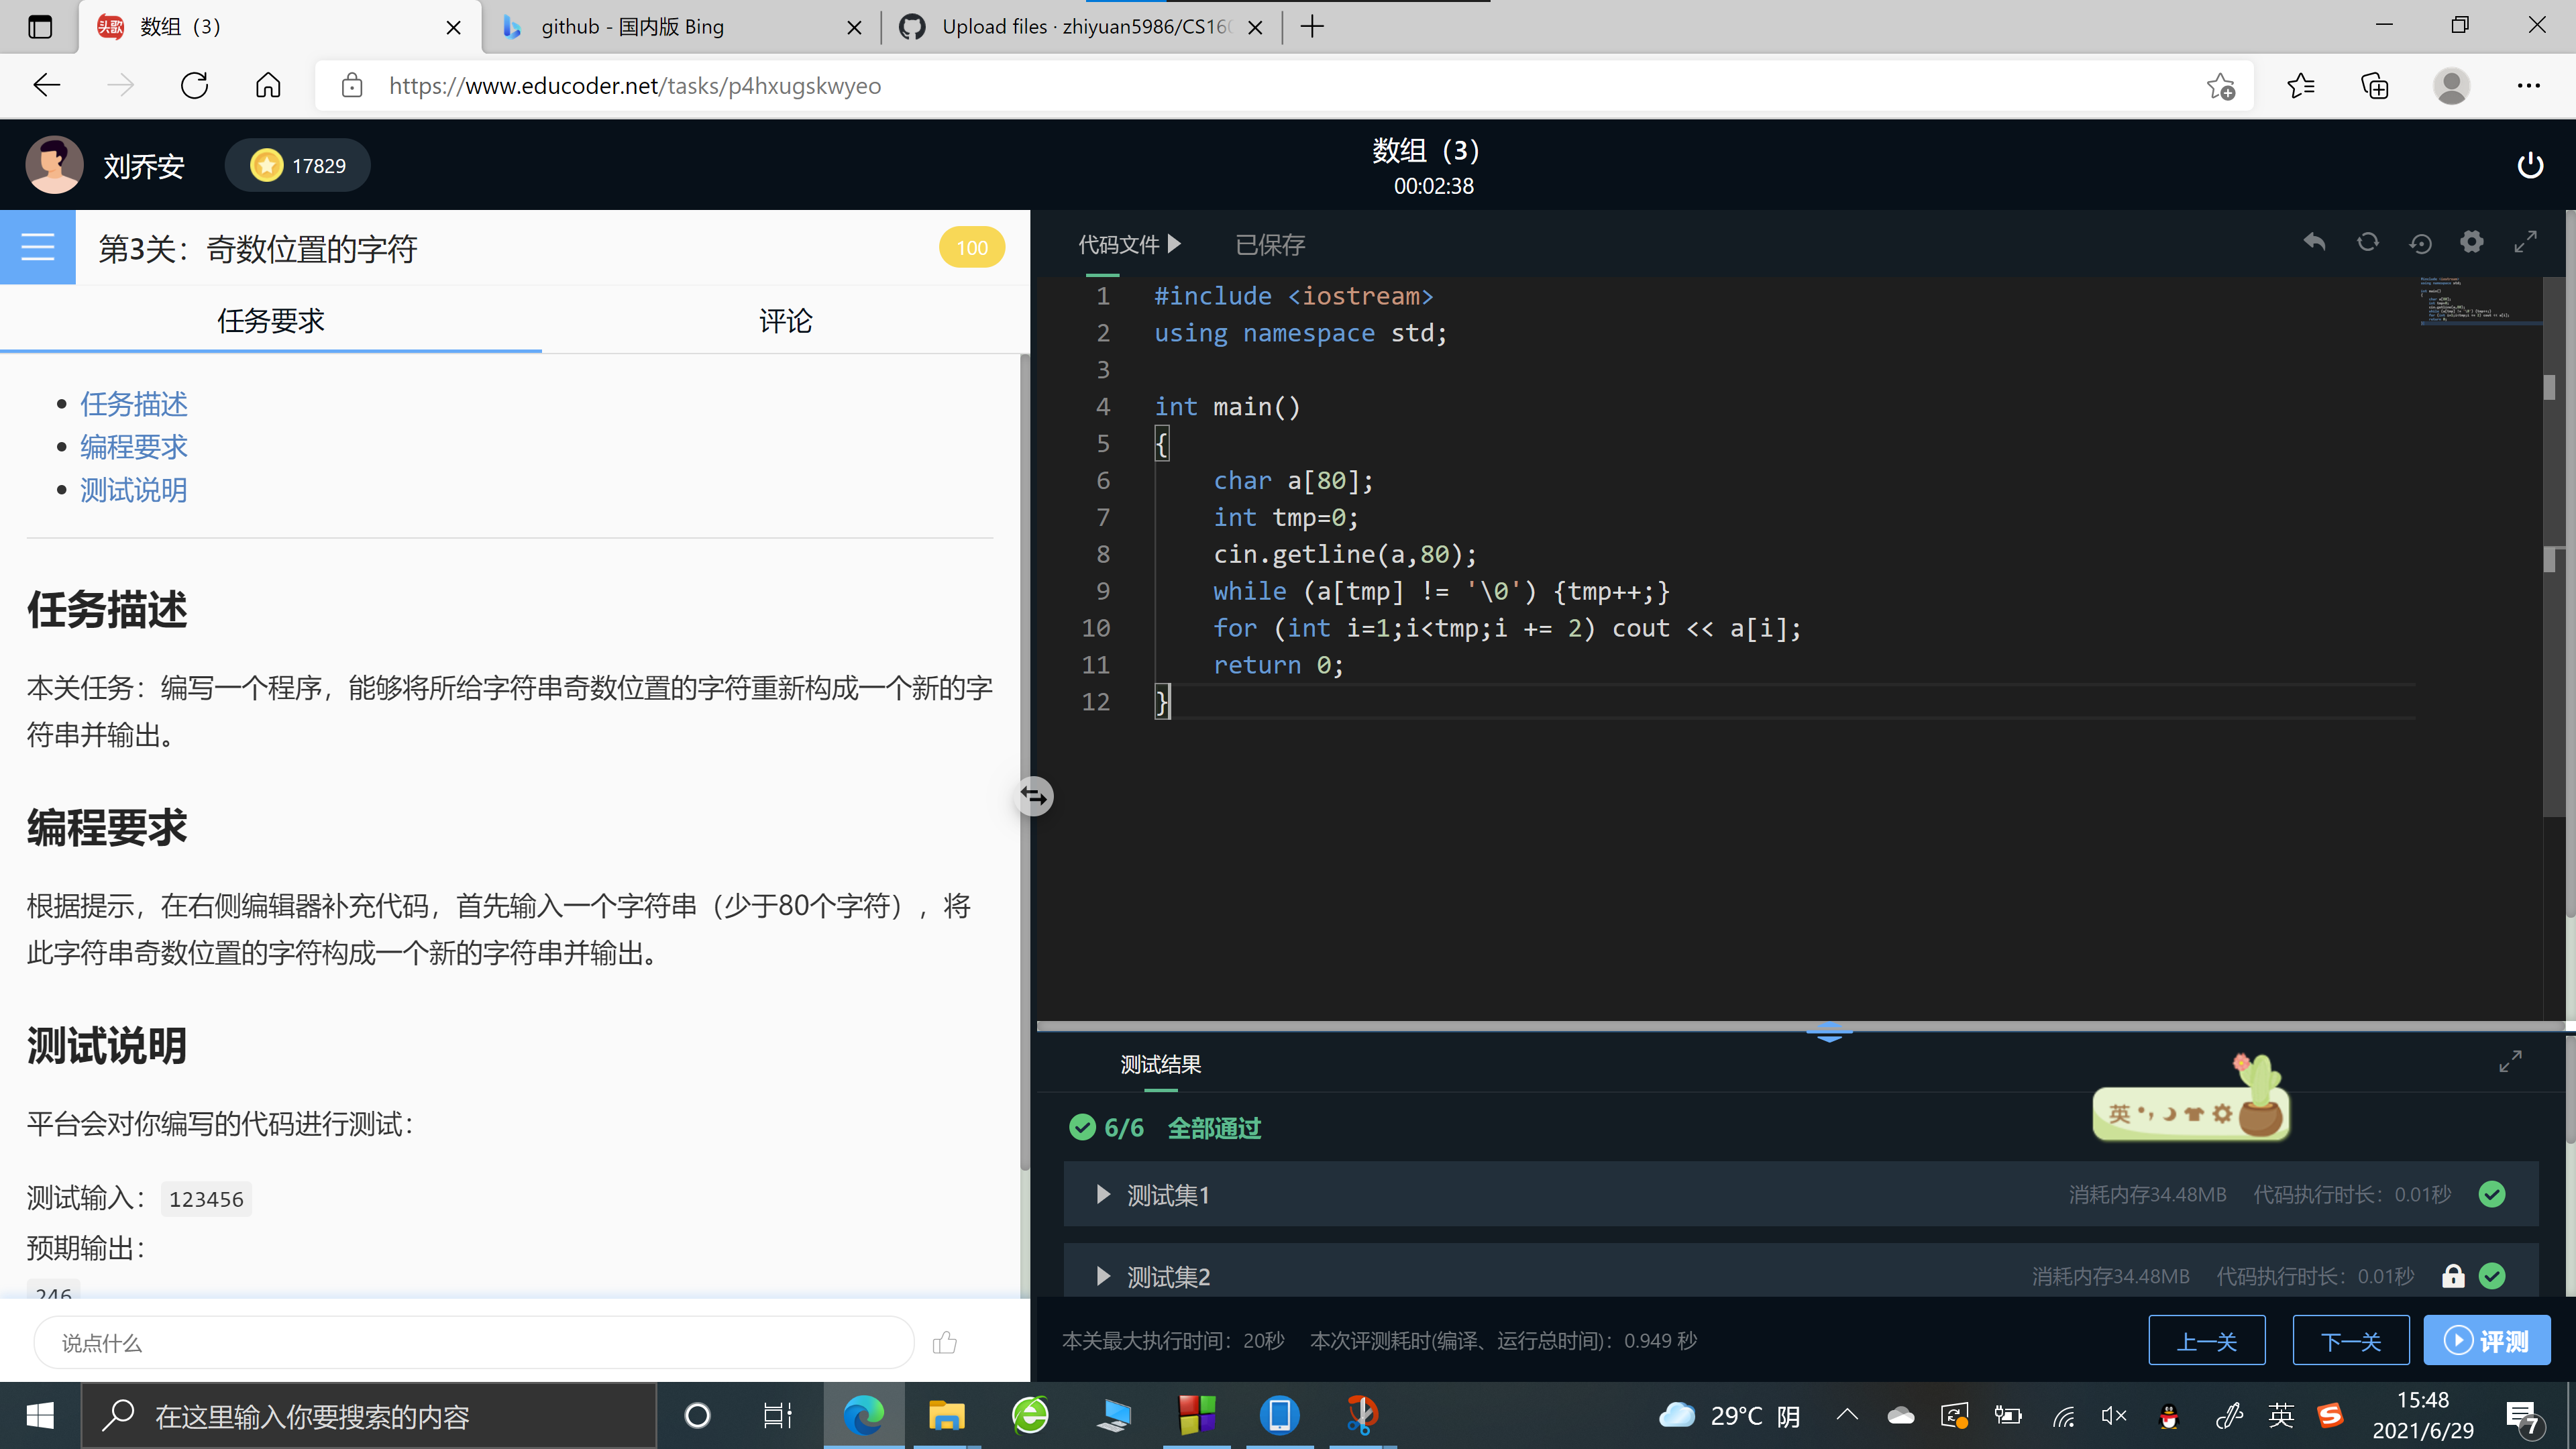 数组（3）
github - 国内版 Bing
Upload files · zhiyuan5986/CS160
https://www.educoder.net/tasks/p4hxugskwyeo
刘乔安
17829
数组（3）
00:02:38
第3关：奇数位置的字符
100
任务要求
评论
任务描述
编程要求
测试说明
任务描述
本关任务：编写一个程序，能够将所给字符串奇数位置的字符重新构成一个新的字
符串并输出。
编程要求
根据提示，在右侧编辑器补充代码，首先输入一个字符串（少于80个字符），将
此字符串奇数位置的字符构成一个新的字符串并输出。
测试说明
平台会对你编写的代码进行测试：
测试输入：123456
预期输出：
246
说点什么
代码文件
已保存
1 #include <iostream>
2 using namespace std;
3
4 int main()
5 {
6 char a[80];
7 int tmp=0;
8 cin.getline(a,80);
9 while (a[tmp] != '\0') {tmp++;}
10 for (int i=1;i<tmp;i += 2) cout << a[i];
11 return 0;
12 }
测试结果
英
6/6 全部通过
测试集1
消耗内存34.48MB 代码执行时长：0.01秒
测试集2
消耗内存34.48MB 代码执行时长：0.01秒
本关最大执行时间：20秒 本次评测耗时(编译、运行总时间)：0.949 秒
上一关
下一关
评测
在这里输入你要搜索的内容
29°C 阴
英
15:48
2021/6/29
7